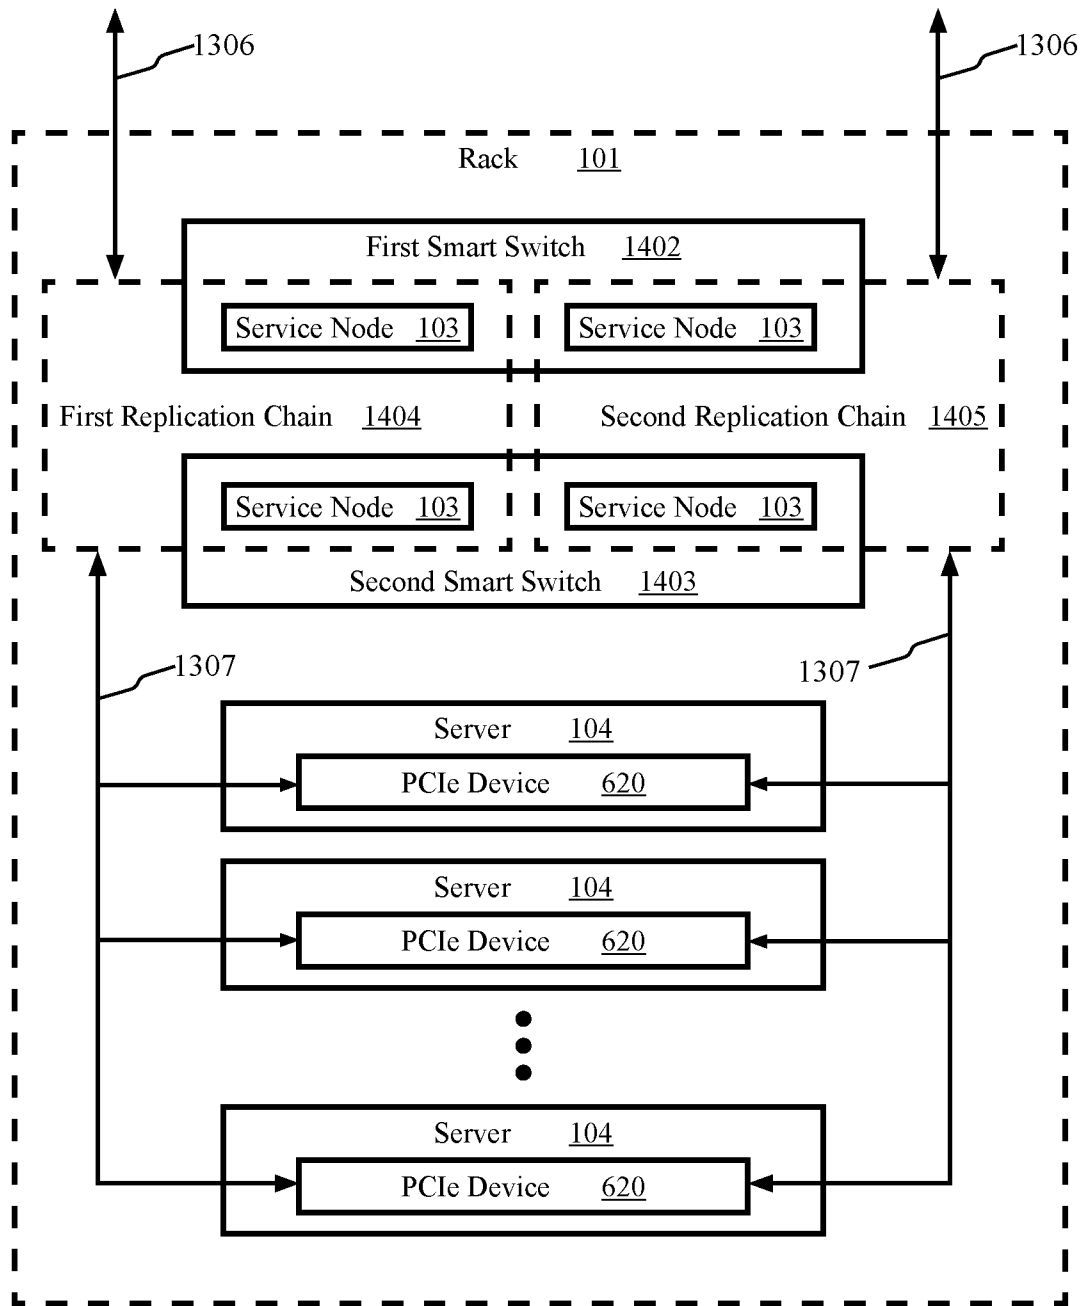 1306 1306
Rack 101
First Smart Switch 1402
Service Node 103 Service Node 103
First Replication Chain 1404 Second Replication Chain 1405
Service Node 103 Service Node 103
Second Smart Switch 1403
1307 1307
Server 104
PCIe Device 620
Server 104
PCIe Device 620
Server 104
PCIe Device 620